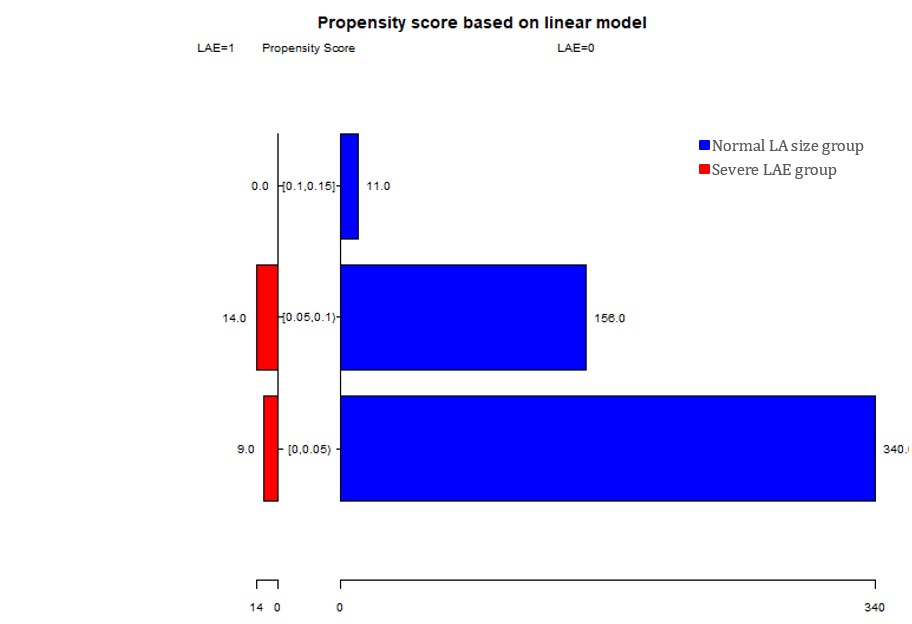 Propensity score based on linear model
LAE=1 Propensity Score LAE=0
Normal LA size group
Severe LAE group
0.0 [0.1,0.15] 11.0
14.0 [0.05,0.1) 156.0
9.0 [0,0.05) 340.
14 0 0 340